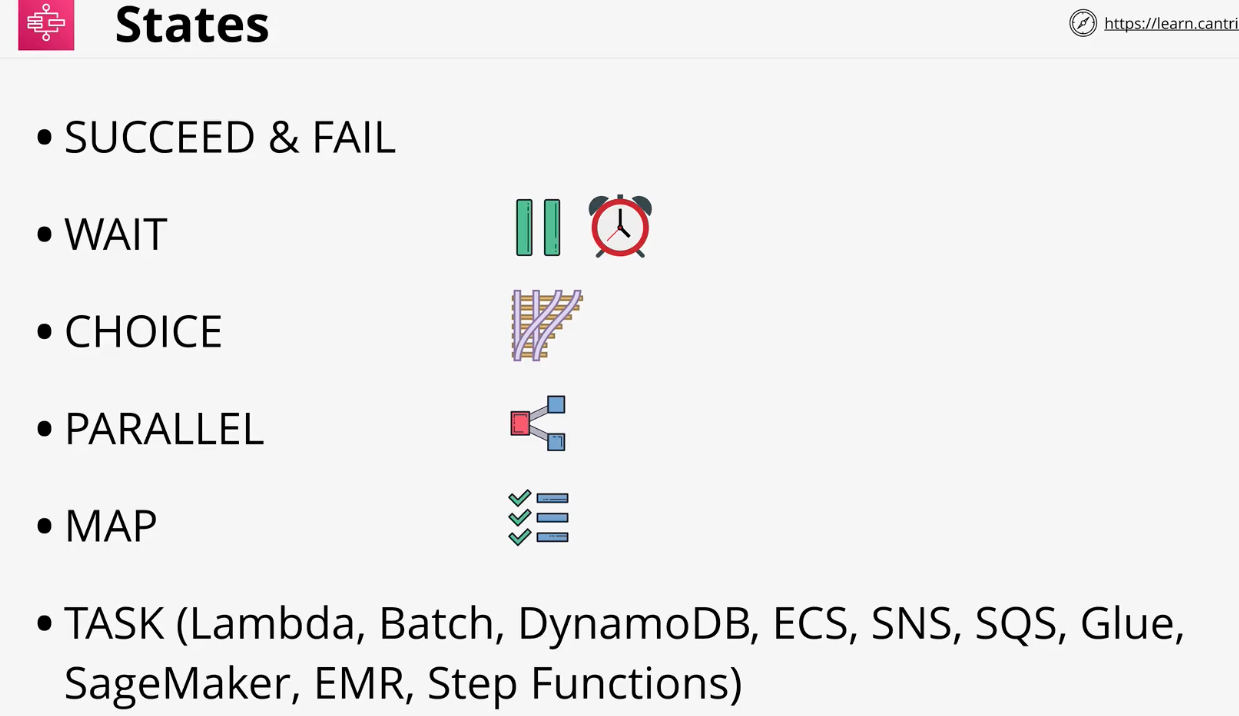 States
https://learn.cantri
• SUCCEED & FAIL
• WAIT
• CHOICE
• PARALLEL
• MAP
• TASK (Lambda, Batch, DynamoDB, ECS, SNS, SQS, Glue,
SageMaker, EMR, Step Functions)